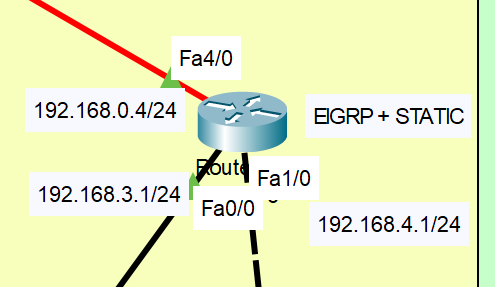 Fa4/0
192.168.0.4/24
EIGRP + STATIC
Route
Fa1/0
192.168.3.1/24
Fa0/0
192.168.4.1/24